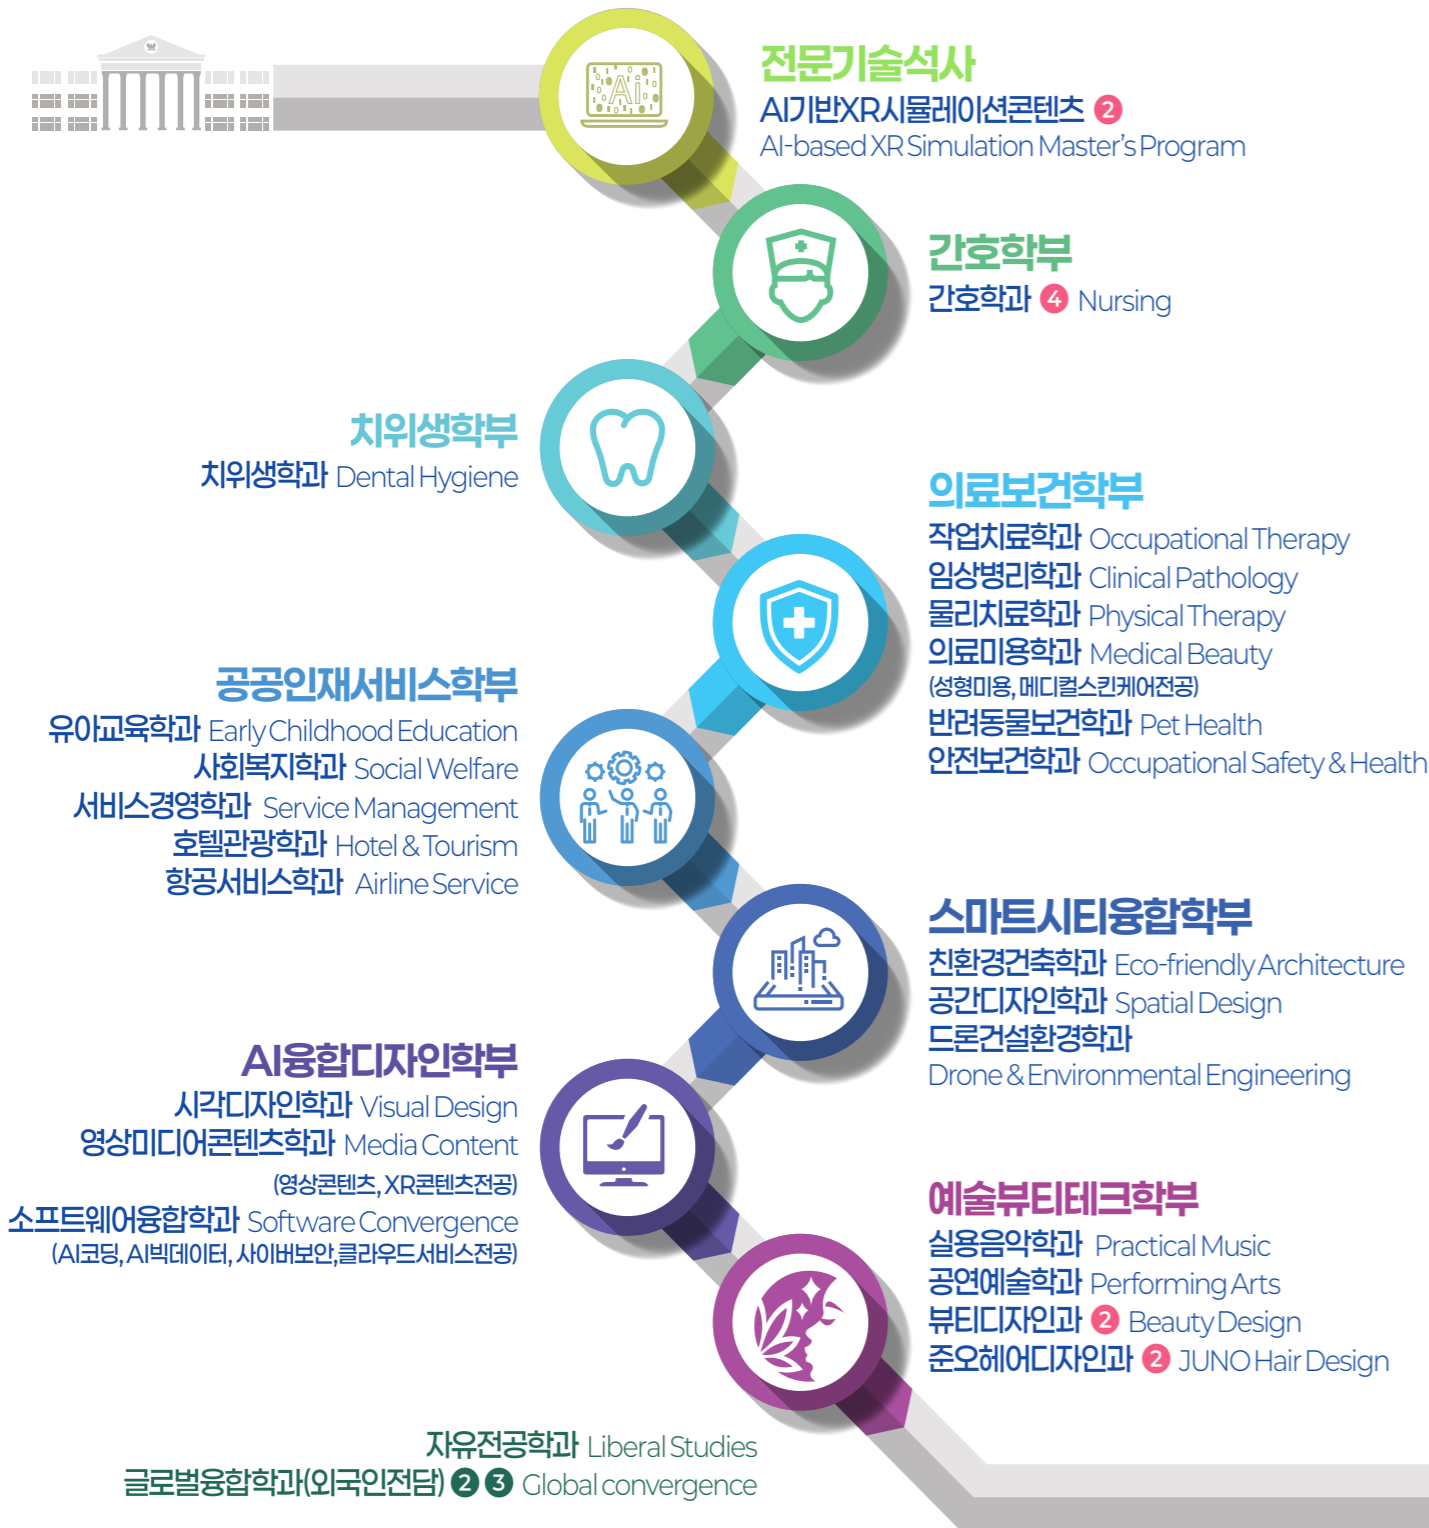 Ai
전문기술석사
AI기반XR시뮬레이션콘텐츠 2
AI-based XR Simulation Master's Program
간호학부
간호학과 4 Nursing
치위생학부
치위생학과 Dental Hygiene
의료보건학부
작업치료학과 Occupational Therapy
임상병리학과 Clinical Pathology
물리치료학과 Physical Therapy
의료미용학과 Medical Beauty
(성형미용, 메디컬스킨케어전공)
반려동물보건학과 Pet Health
안전보건학과 Occupational Safety & Health
공공인재서비스학부
유아교육학과 Early Childhood Education
사회복지학과 Social Welfare
서비스경영학과 Service Management
호텔관광학과 Hotel & Tourism
항공서비스학과 Airline Service
스마트시티융합학부
친환경건축학과 Eco-friendly Architecture
공간디자인학과 Spatial Design
드론건설환경학과
Drone & Environmental Engineering
AI융합디자인학부
시각디자인학과 Visual Design
영상미디어콘텐츠학과 Media Content
(영상콘텐츠, XR콘텐츠전공)
소프트웨어융합학과 Software Convergence
(AI코딩, AI빅데이터, 사이버보안,클라우드서비스전공)
예술뷰티테크학부
실용음악학과 Practical Music
공연예술학과 Performing Arts
뷰티디자인과 2 Beauty Design
준오헤어디자인과 2 JUNO Hair Design
자유전공학과 Liberal Studies
글로벌융합학과(외국인전담) 2 3 Global convergence